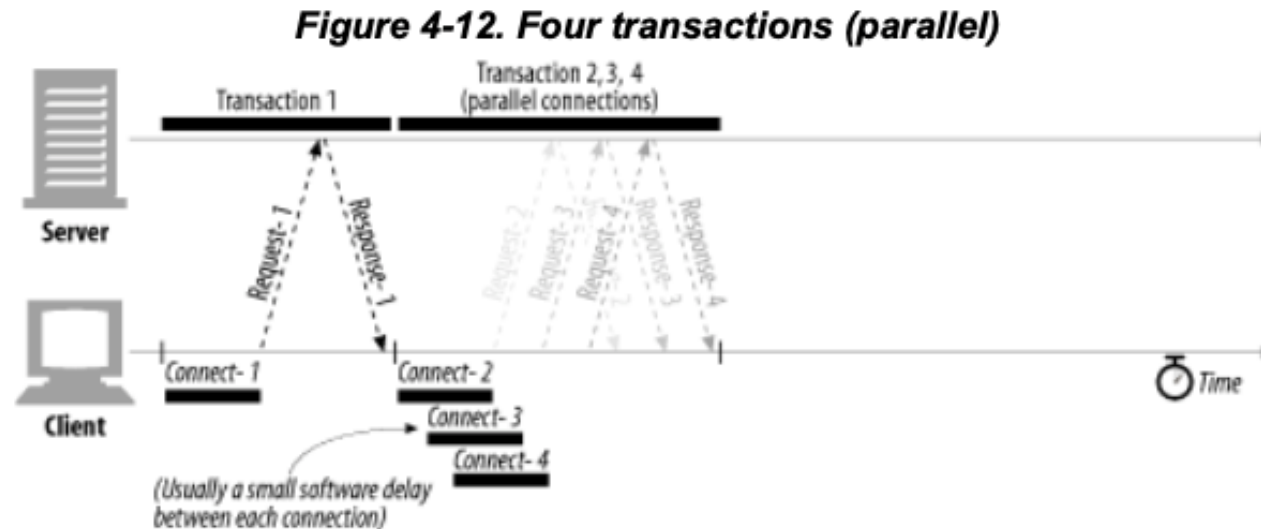 Figure 4-12. Four transactions (parallel)
Transaction 1
Transaction 2, 3, 4
(parallel connections)
Server
Request- 1
Response- 1
Request- 2
Request- 3
Request- 4
2
Response- 3
Response- 4
Connect- 1
Connect- 2
Connect- 3
Connect- 4
Client
Time
(Usually a small software delay
between each connection)